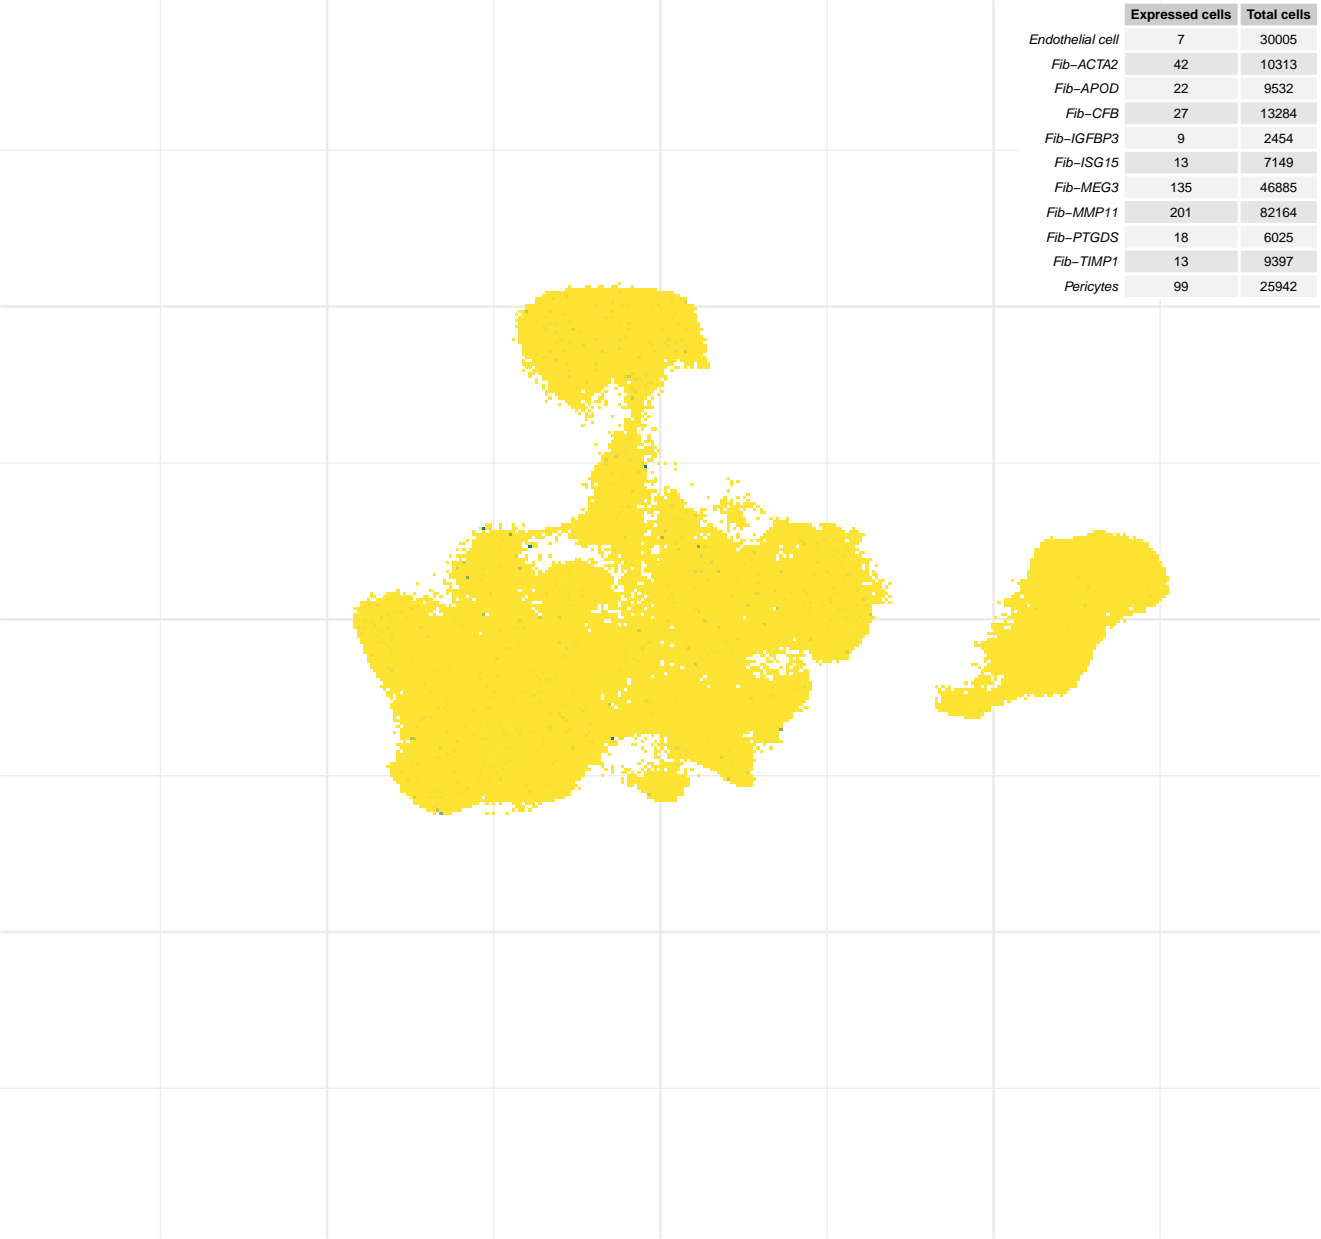 Expressed cells Total cells
Endothelial cell 7 30005
Fib−ACTA2 42 10313
Fib−APOD 22 9532
Fib−CFB 27 13284
Fib−IGFBP3 9 2454
Fib−ISG15 13 7149
Fib−MEG3 135 46885
Fib−MMP11 201 82164
Fib−PTGDS 18 6025
Fib−TIMP1 13 9397
Pericytes 99 25942